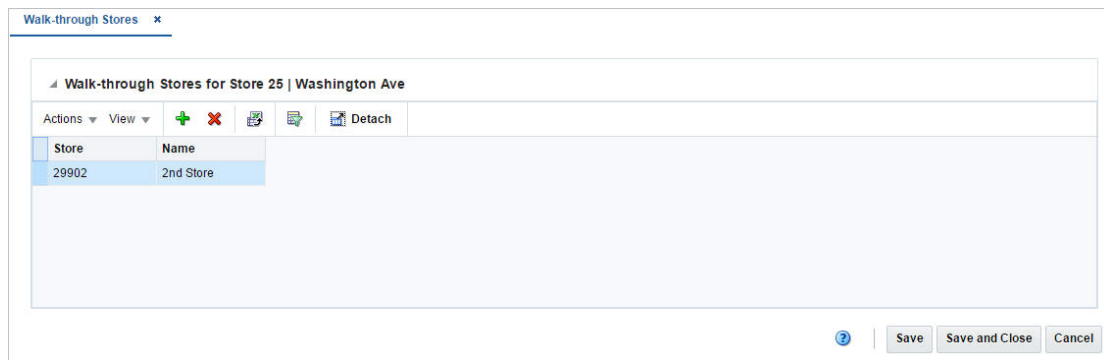 Walk-through Stores
Walk-through Stores for Store 25 | Washington Ave
Actions View Detach
Store Name
29902 2nd Store
? Save Save and Close Cancel